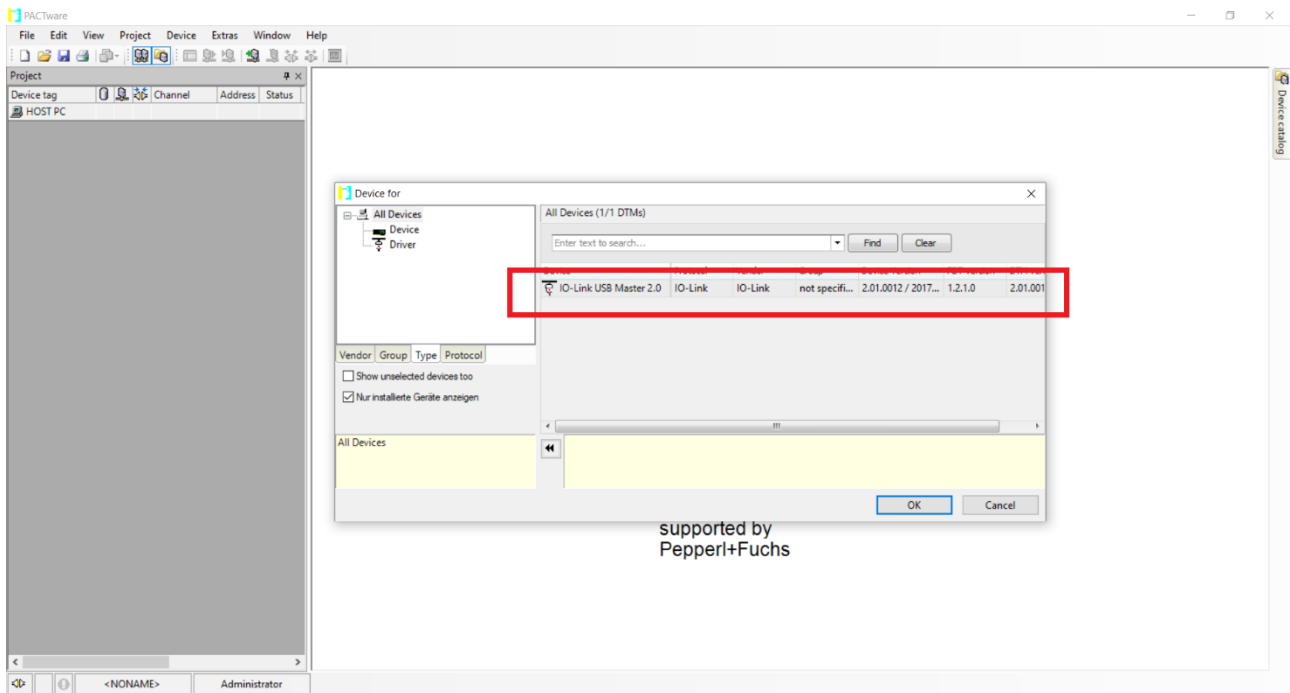 PACTware
File Edit View Project Device Extras Window Help
Project
Device tag Channel Address Status
HOST PC
Device catalog
Device for
All Devices
Device
Driver
All Devices (1/1 DTMs)
Enter text to search...
Find Clear
IO-Link USB Master 2.0 IO-Link IO-Link not specifi... 2.01.0012 / 2017... 1.2.1.0 2.01.001
Vendor Group Type Protocol
Show unselected devices too
Nur installierte Geräte anzeigen
All Devices
OK Cancel
supported by
Pepperl+Fuchs
<NONAME> Administrator